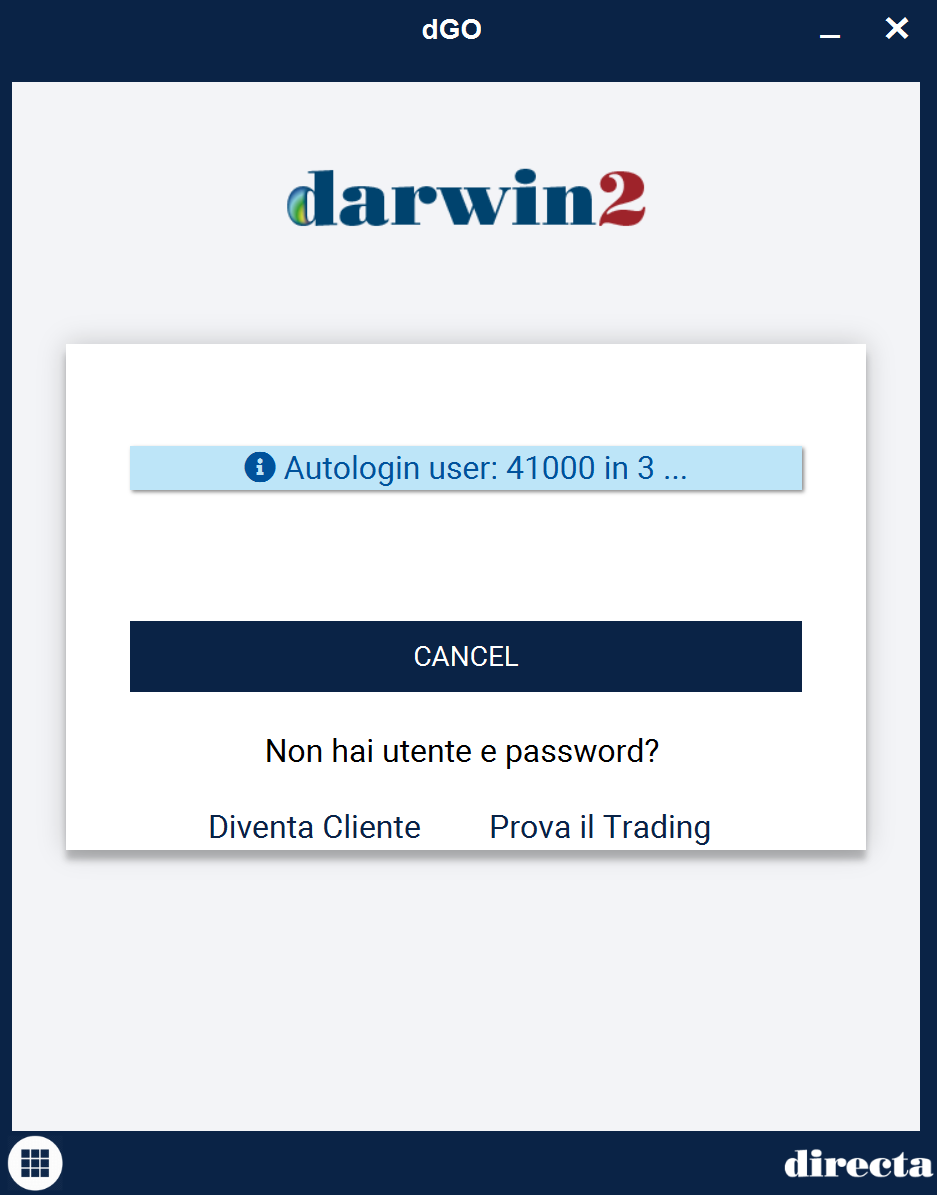 dGO
darwin2
Autologin user: 41000 in 3 ...
CANCEL
Non hai utente e password?
Diventa Cliente Prova il Trading
directa